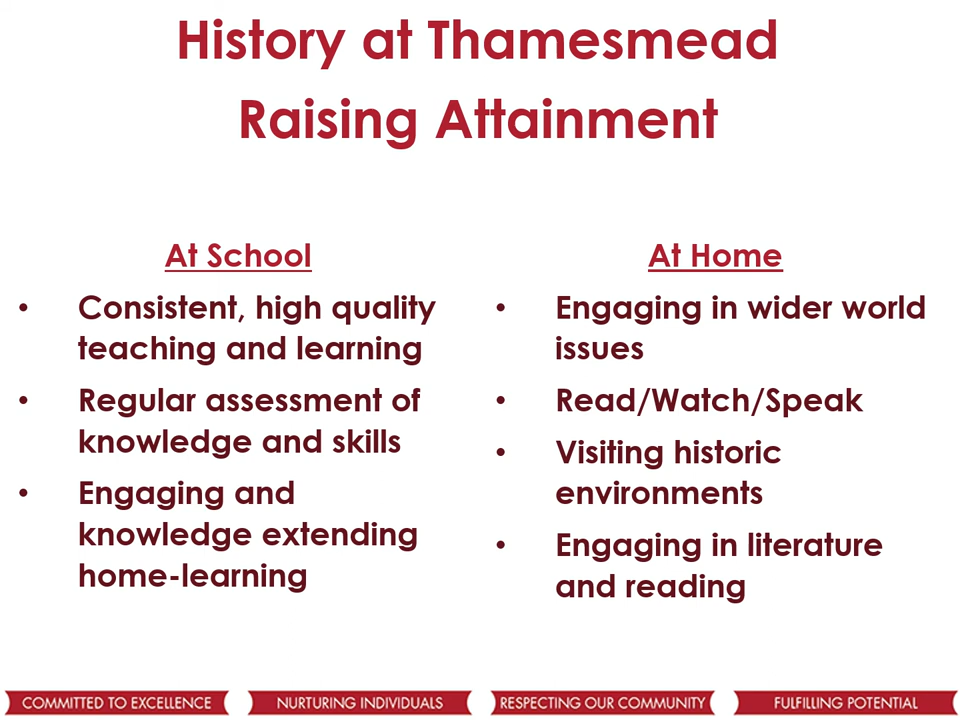 History at Thamesmead
Raising Attainment
At School
• Consistent, high quality
teaching and learning
• Regular assessment of
knowledge and skills
• Engaging and
knowledge extending
home-learning
At Home
• Engaging in wider world
issues
• Read/Watch/Speak
• Visiting historic
environments
• Engaging in literature
and reading
COMMITTED TO EXCELLENCE
NURTURING INDIVIDUALS
RESPECTING OUR COMMUNITY
FULFILLING POTENTIAL